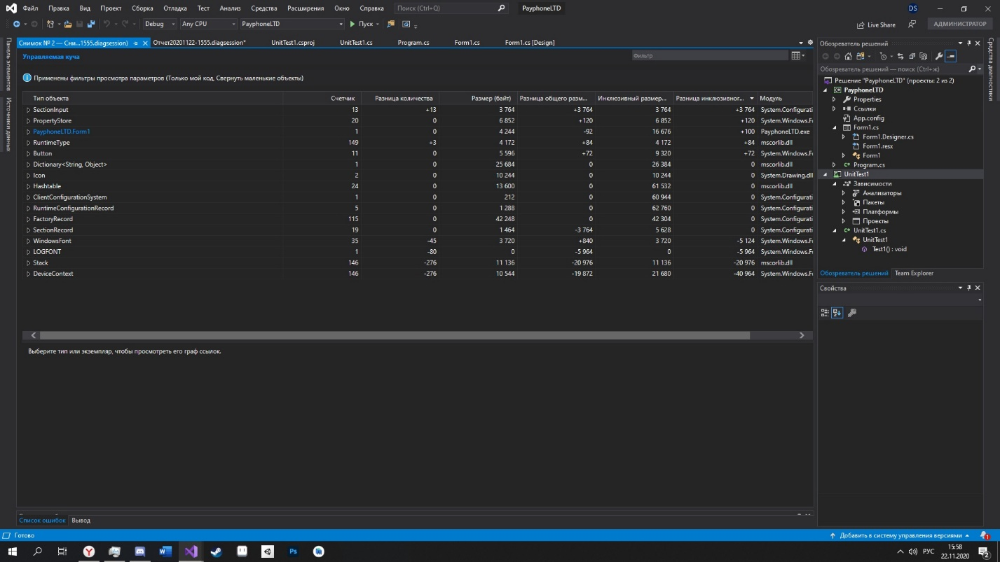 Файл Правка Вид Проект Сборка Отладка Тест Анализ Средства Расширения Окно Справка Поиск (Ctrl+Q) PayphoneLTD DS
Debug Any CPU PayphoneLTD Пуск Live Share АДМИНИСТРАТОР
Панель элементов
Источники данных
Снимок № 2 — Сни...1555.diagsession) Отчет20201122-1555.diagsession* UnitTest1.csproj UnitTest1.cs Program.cs Form1.cs Form1.cs [Design]
Управляемая куча Фильтр
Применены фильтры просмотра параметров (Только мой код, Свернуть маленькие объекты)
Тип объекта Счетчик Разница количества Размер (байт) Разница общего разм... Инклюзивный размер... Разница инклюзивног... Модуль
SectionInput 13 +13 3 764 +3 764 3 764 +3 764 System.Configurati
PropertyStore 20 0 6 852 +120 6 852 +120 System.Windows.Fo
PayphoneLTD.Form1 1 0 4 244 -92 16 676 +100 PayphoneLTD.exe
RuntimeType 149 +3 4 172 +84 4 172 +84 mscorlib.dll
Button 11 0 5 596 +72 9 320 +72 System.Windows.Fo
Dictionary<String, Object> 1 0 25 684 0 26 384 0 mscorlib.dll
Icon 2 0 10 244 0 10 244 0 System.Drawing.dll
Hashtable 24 0 13 600 0 61 532 0 mscorlib.dll
ClientConfigurationSystem 1 0 212 0 60 944 0 System.Configurati
RuntimeConfigurationRecord 5 0 1 288 0 62 760 0 System.Configurati
FactoryRecord 115 0 42 248 0 42 304 0 System.Configurati
SectionRecord 19 0 1 464 -3 764 5 628 0 System.Configurati
WindowsFont 35 -45 3 720 +840 3 720 -5 124 System.Windows.Fo
LOGFONT 1 -80 0 -5 964 0 -5 964 System.Windows.Fo
Stack 146 -276 11 136 -20 976 11 136 -20 976 mscorlib.dll
DeviceContext 146 -276 10 544 -19 872 21 680 -40 964 System.Windows.Fo
Выберите тип или экземпляр, чтобы просмотреть его граф ссылок.
Обозреватель решений
Обозреватель решений — поиск (Ctrl+ж)
Решение "PayphoneLTD" (проекты: 2 из 2)
PayphoneLTD
Properties
Ссылки
App.config
Form1.cs
Form1.Designer.cs
Form1.resx
Form1
Program.cs
UnitTest1
Зависимости
Анализаторы
Пакеты
Платформы
Проекты
UnitTest1.cs
UnitTest1
Test1() : void
Обозреватель решений Team Explorer
Свойства
Средства диагностики
Список ошибок Вывод
Готово Добавить в систему управления версиями 1
РУС 15:58
22.11.2020 2